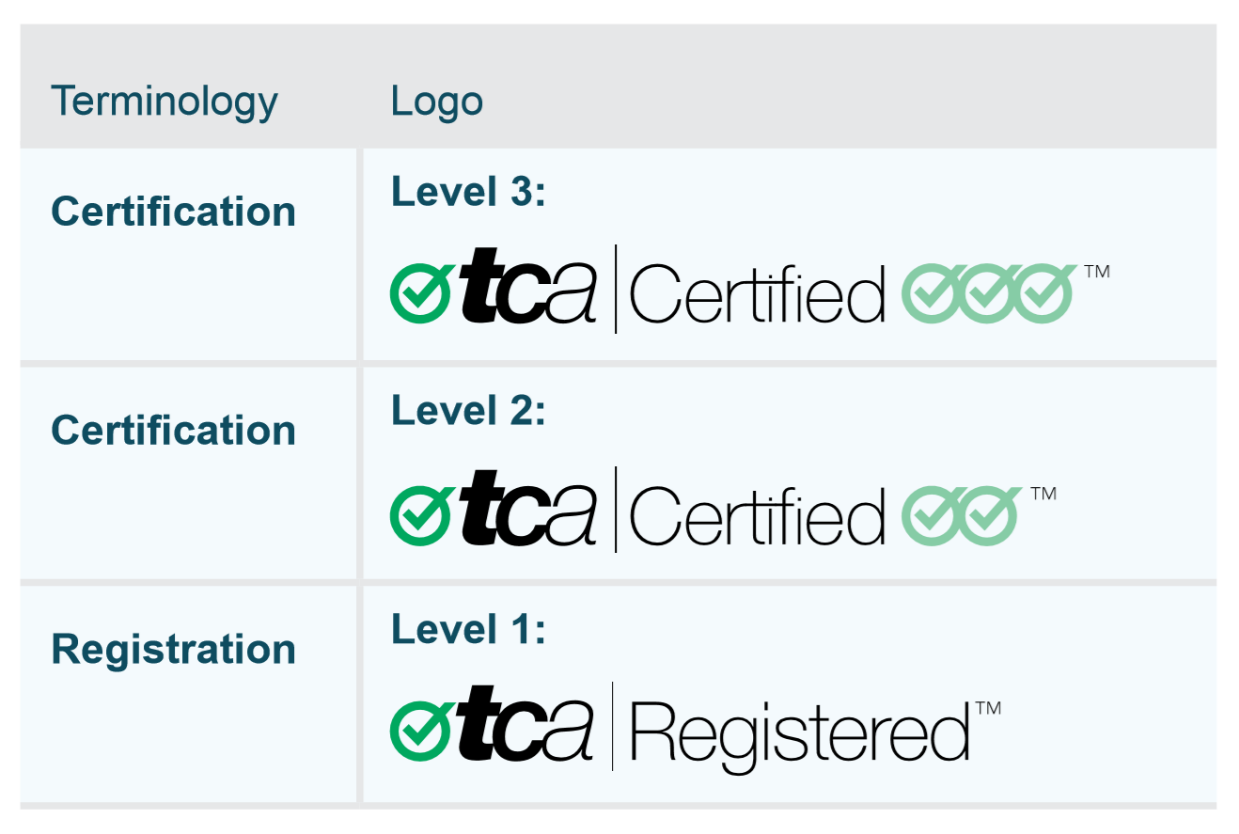 Terminology Logo
Certification Level 3:
tca Certified ™
Certification Level 2:
tca Certified ™
Registration Level 1:
tca Registered™